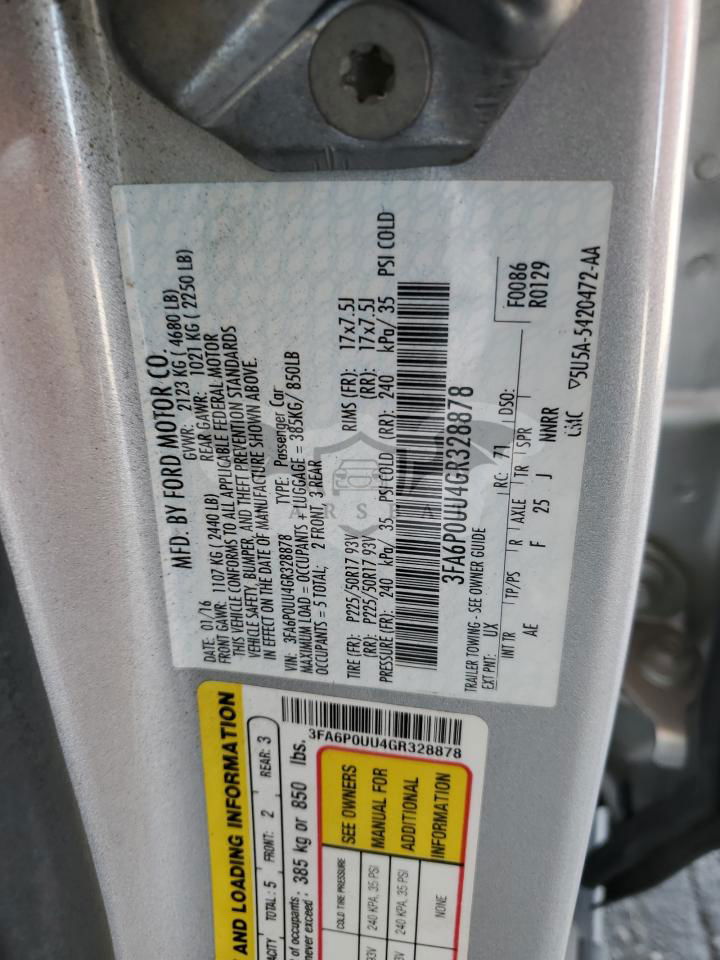 MFD. BY FORD MOTOR CO.
DATE: 01/16 GVWR: 2123 KG ( 4680 LB)
FRONT GAWR: 1107 KG ( 2440 LB) REAR GAWR: 1021 KG ( 2250 LB)
THIS VEHICLE CONFORMS TO ALL APPLICABLE FEDERAL MOTOR
VEHICLE SAFETY, BUMPER, AND THEFT PREVENTION STANDARDS
IN EFFECT ON THE DATE OF MANUFACTURE SHOWN ABOVE.
VIN: 3FA6P0UU4GR328878 TYPE: Passenger Car
MAXIMUM LOAD = OCCUPANTS + LUGGAGE = 385KG/ 850LB
OCCUPANTS = 5 TOTAL; 2 FRONT, 3 REAR
TIRE (FR): P225/50R17 93V RIMS (FR): 17x7.5J
(RR): P225/50R17 93V (RR): 17x7.5J
PRESSURE (FR): 240 kPa/ 35 PSI COLD (RR): 240 kPa/ 35 PSI COLD
3FA6P0UU4GR328878
TRAILER TOWING - SEE OWNER GUIDE
EXT PNT: UX RC: 71 DSO: F0086
R0129
INT TR TP/PS R AXLE TR SPR
AE F 25 J NNRR
5U5A-5420472-AA
AND LOADING INFORMATION
TOTAL : 5 FRONT: 2 REAR: 3
of occupants
never exceed : 385 kg or 850 lbs.
3FA6P0UU4GR328878
COLD TIRE PRESSURE
240 KPA, 35 PSI
240 KPA, 35 PSI
NONE
SEE OWNERS
MANUAL FOR
ADDITIONAL
INFORMATION